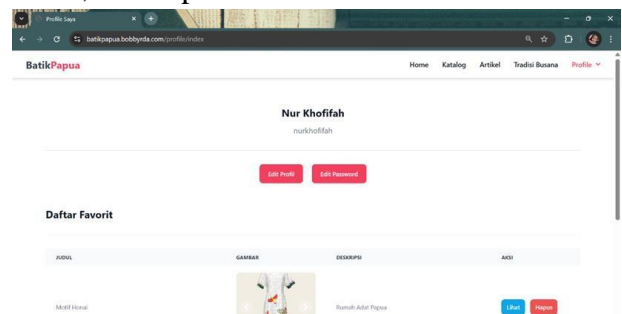 Profile Saya
batikpapua.bobbyrda.com/profile/index
BatikPapua
Home Katalog Artikel Tradisi Busana Profile
Nur Khofifah
nurkhofifah
Edit Profil Edit Password
Daftar Favorit
JUDUL GAMBAR DESKRIPSI AKSI
Motif Honai Rumah Adat Papua Lihat Hapus